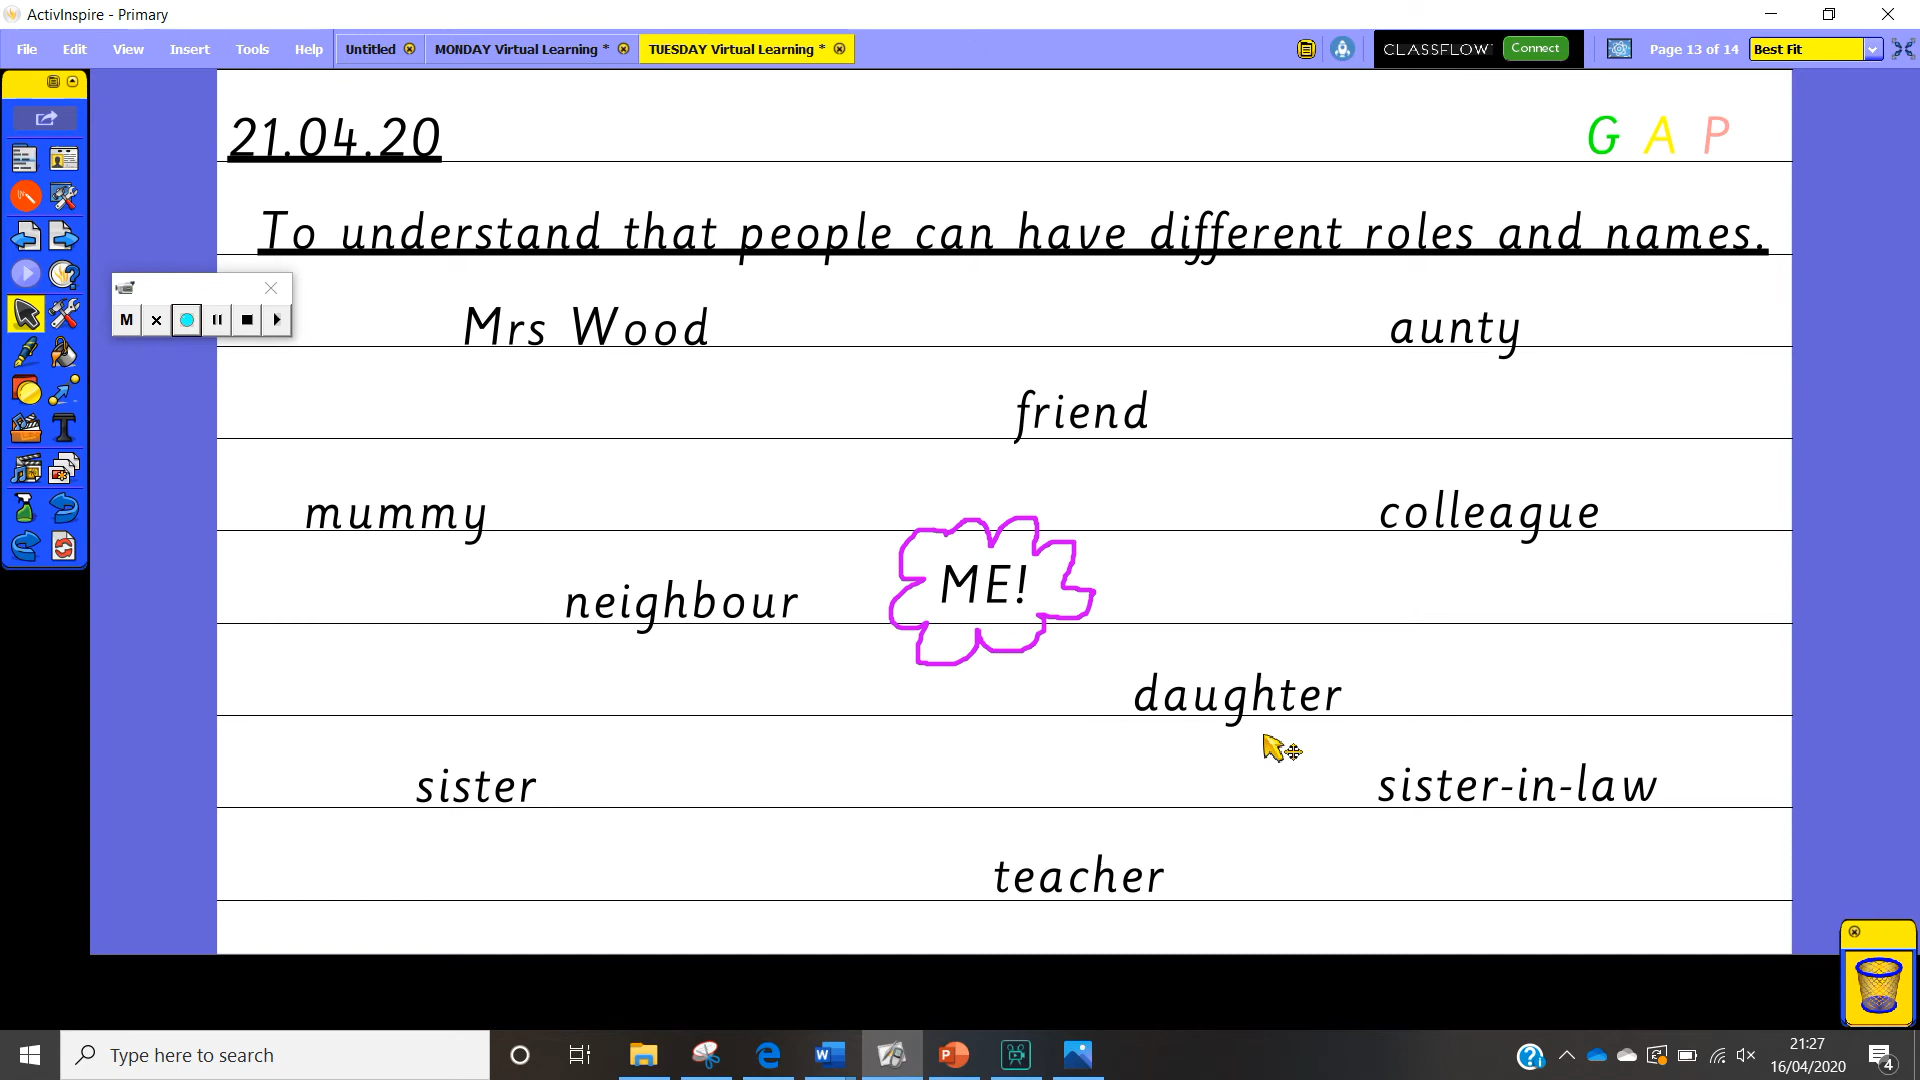 ActivInspire - Primary
File Edit View Insert Tools Help Untitled MONDAY Virtual Learning * TUESDAY Virtual Learning * CLASSFLOW Connect Page 13 of 14 Best Fit
21.04.20 G A P
To understand that people can have different roles and names.
M
Mrs Wood aunty
friend
mummy colleague
ME!
neighbour
daughter
sister sister-in-law
teacher
Type here to search 21:27
16/04/2020 4